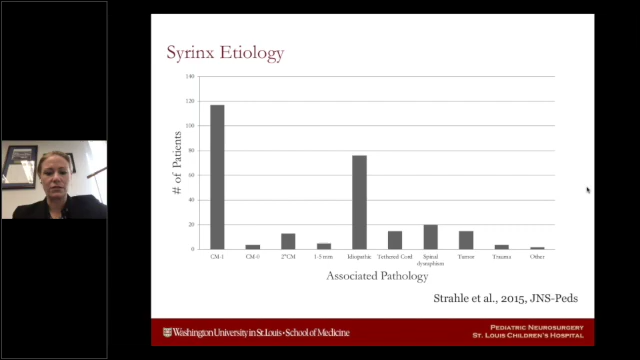 Syrinx Etiology
140
120
100
80
60
40
20
0
# of Patients
CM-1
CM-0
2°CM
1-5 mm
Idiopathic
Tethered Cord
Spinal
dysraphism
Tumor
Trauma
Other
Associated Pathology
Strahle et al., 2015, JNS-Peds
Washington University in St. Louis • School of Medicine
Pediatric Neurosurgery
St. Louis Children's Hospital